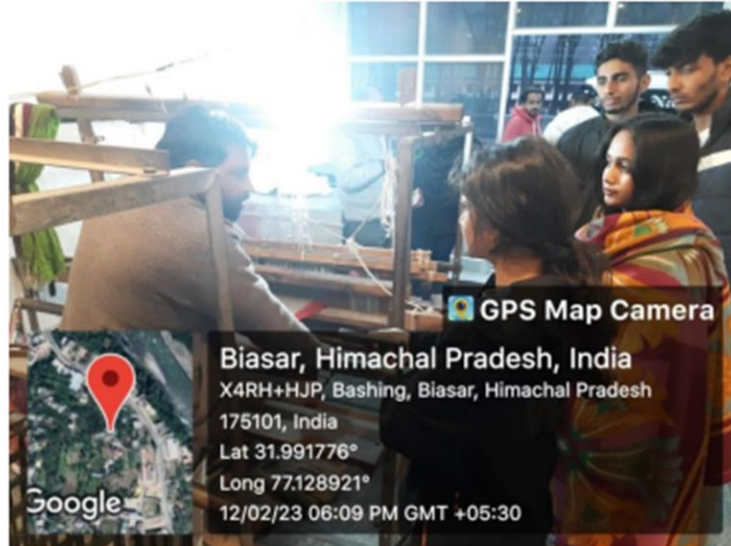 GPS Map Camera
Biasar, Himachal Pradesh, India
X4RH+HJP, Bashing, Biasar, Himachal Pradesh
175101, India
Lat 31.991776°
Long 77.128921°
12/02/23 06:09 PM GMT +05:30
Google